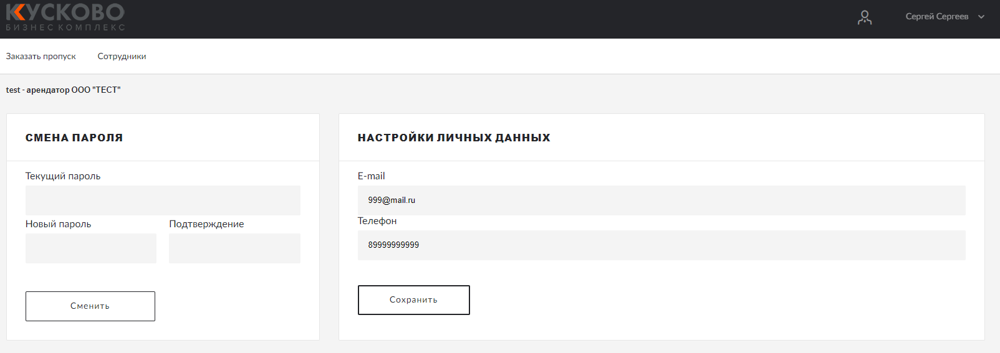 КУСКОВО
БИЗНЕС КОМПЛЕКС
Сергей Сергеев
Заказать пропуск
Сотрудники
test - арендатор ООО "ТЕСТ"
СМЕНА ПАРОЛЯ
Текущий пароль
Новый пароль
Подтверждение
Сменить
НАСТРОЙКИ ЛИЧНЫХ ДАННЫХ
E-mail
999@mail.ru
Телефон
89999999999
Сохранить